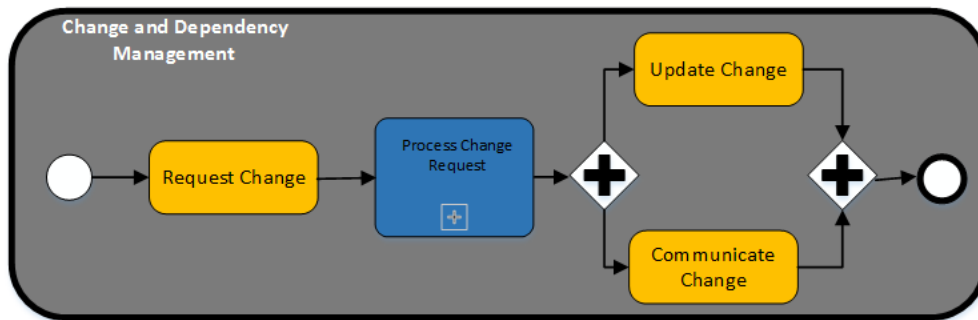 Change and Dependency
Management
Update Change
Process Change
Request
Request Change
Communicate
Change